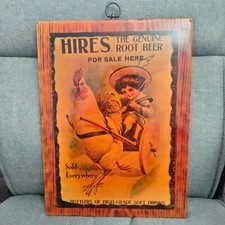 HIRES THE GENUINE
ROOT BEER
FOR SALE HERE
Sold
Everywhere
BOTTLERS OF HIGH-GRADE SOFT DRINKS